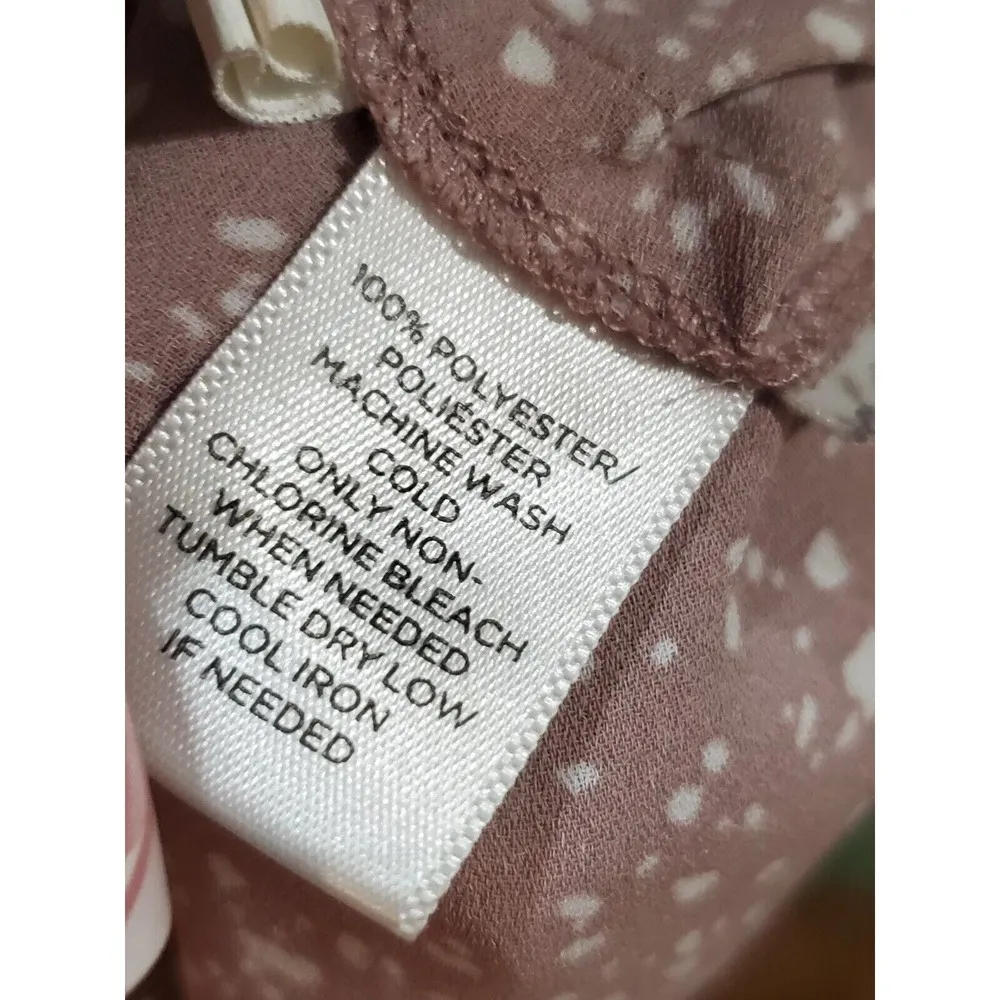 100% POLYESTER/
POLIÉSTER
MACHINE WASH
COLD
ONLY NON-
CHLORINE BLEACH
WHEN NEEDED
TUMBLE DRY LOW
COOL IRON
IF NEEDED